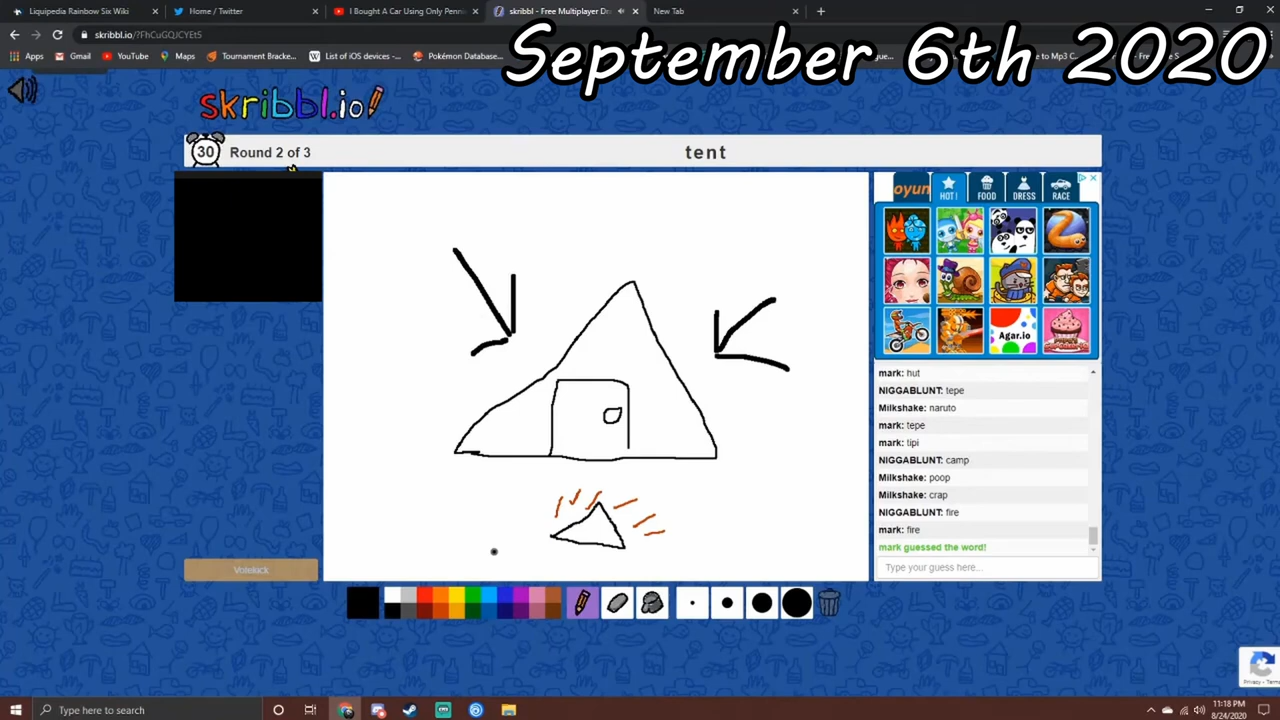 Liquipedia Rainbow Six Wiki
Home / Twitter
I Bought A Car Using Only Penni
skribbl - Free Multiplayer Dr
New Tab
skribbl.io/?FhCuGQJCYEt5
Apps
Gmail
YouTube
Maps
Tournament Bracke...
List of iOS devices -...
Pokémon Database...
September 6th 2020
skribbl.io
30
Round 2 of 3
tent
oyun
HOT!
FOOD
DRESS
RACE
Agar.io
mark: hut
NIGGABLUNT: tepe
Milkshake: naruto
mark: tepe
mark: tipi
NIGGABLUNT: camp
Milkshake: poop
Milkshake: crap
NIGGABLUNT: fire
mark: fire
mark guessed the word!
Type your guess here...
Votekick
Privacy - Terms
Type here to search
11:18 PM
8/24/2020